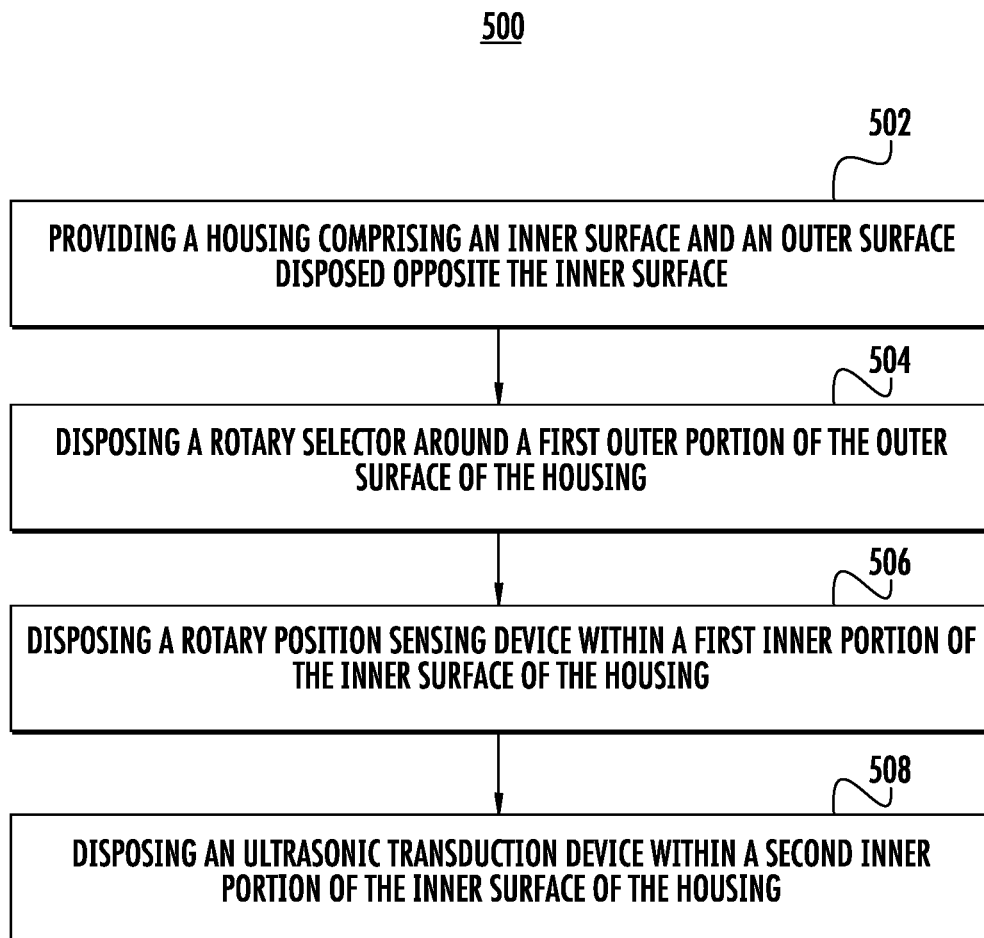 500
502
PROVIDING A HOUSING COMPRISING AN INNER SURFACE AND AN OUTER SURFACE
DISPOSED OPPOSITE THE INNER SURFACE
504
DISPOSING A ROTARY SELECTOR AROUND A FIRST OUTER PORTION OF THE OUTER
SURFACE OF THE HOUSING
506
DISPOSING A ROTARY POSITION SENSING DEVICE WITHIN A FIRST INNER PORTION OF
THE INNER SURFACE OF THE HOUSING
508
DISPOSING AN ULTRASONIC TRANSDUCTION DEVICE WITHIN A SECOND INNER
PORTION OF THE INNER SURFACE OF THE HOUSING